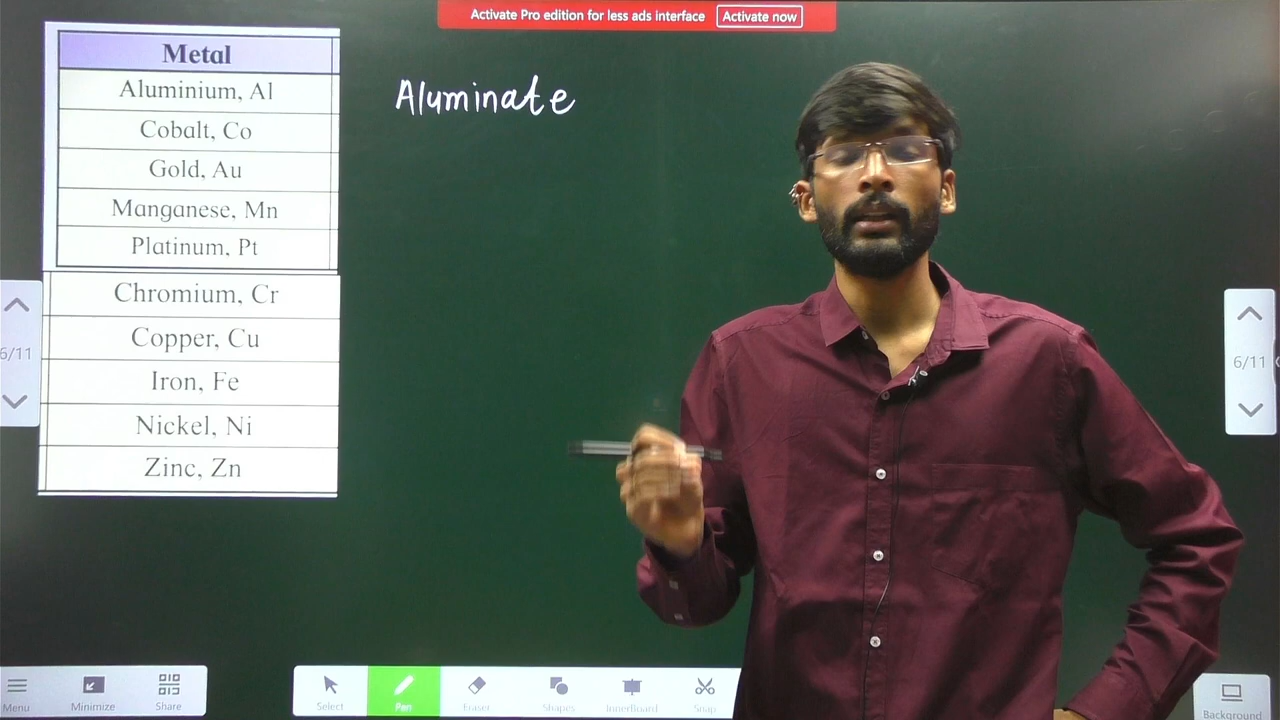 Activate Pro edition for less ads interface Activate now
Metal
Aluminium, Al
Cobalt, Co
Gold, Au
Manganese, Mn
Platinum, Pt
Chromium, Cr
Copper, Cu
Iron, Fe
Nickel, Ni
Zinc, Zn
Aluminate
6/11
6/11
Menu
Minimize
Share
Select
Pen
Eraser
Shapes
InnerBoard
Snap
Background